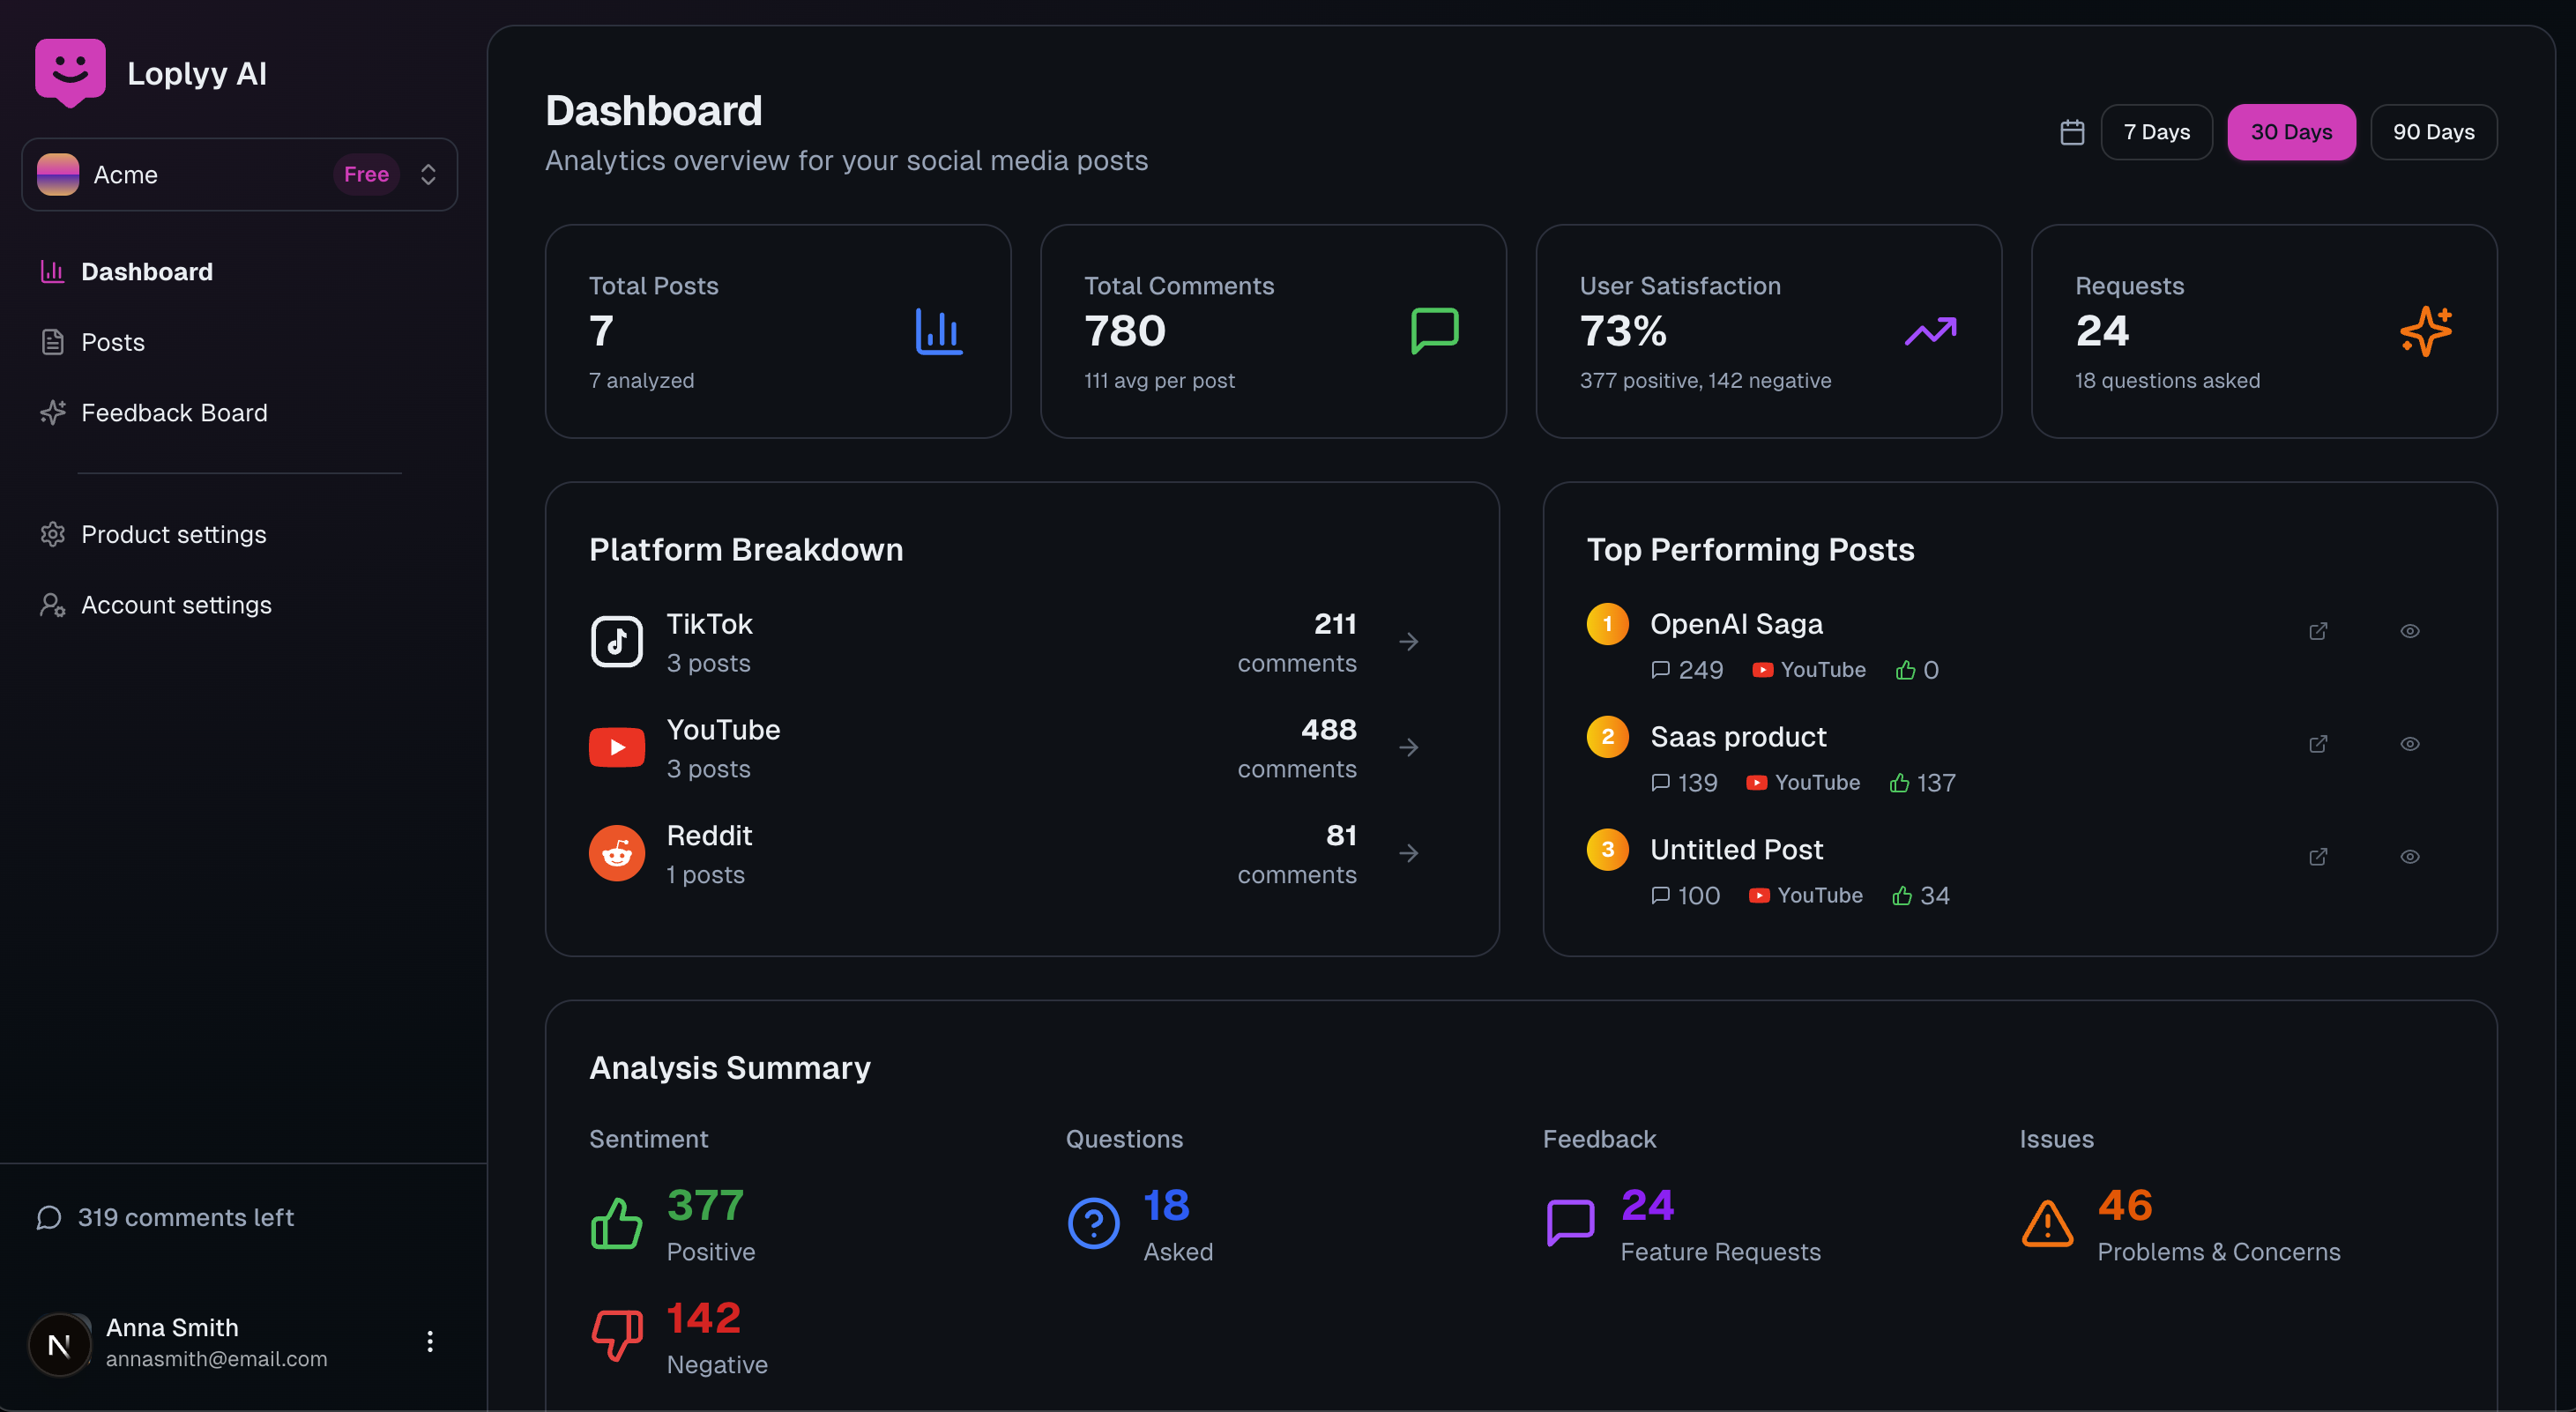 Loplyy AI
Acme
Free
Dashboard
Posts
Feedback Board
Product settings
Account settings
319 comments left
N
Anna Smith
annasmith@email.com
Dashboard
Analytics overview for your social media posts
7 Days
30 Days
90 Days
Total Posts
7
7 analyzed
Total Comments
780
111 avg per post
User Satisfaction
73%
377 positive, 142 negative
Requests
24
18 questions asked
Platform Breakdown
TikTok
3 posts
211
comments
YouTube
3 posts
488
comments
Reddit
1 posts
81
comments
Top Performing Posts
1 OpenAI Saga
249 YouTube 0
2 Saas product
139 YouTube 137
3 Untitled Post
100 YouTube 34
Analysis Summary
Sentiment
377
Positive
142
Negative
Questions
18
Asked
Feedback
24
Feature Requests
Issues
46
Problems & Concerns